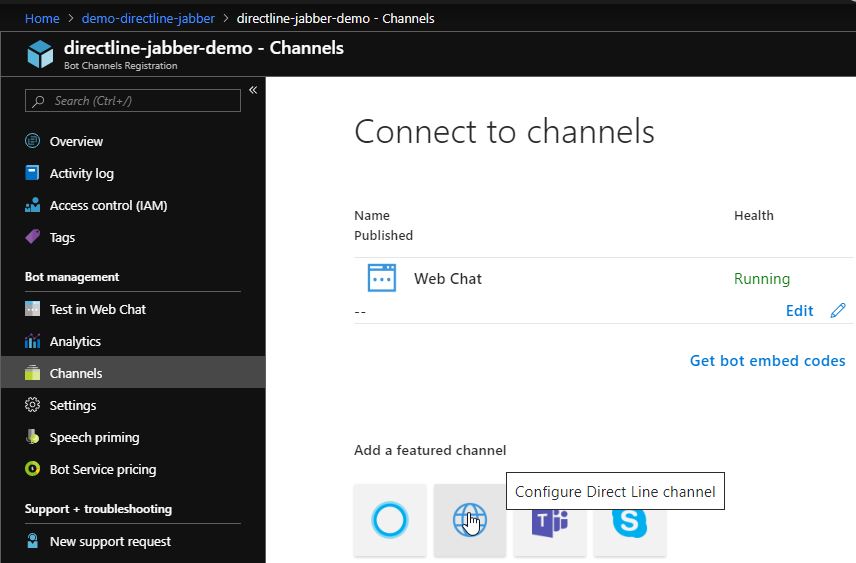 Home > demo-directline-jabber > directline-jabber-demo - Channels
directline-jabber-demo - Channels
Bot Channels Registration
Search (Ctrl+/)
«
Overview
Activity log
Access control (IAM)
Tags
Bot management
Test in Web Chat
Analytics
Channels
Settings
Speech priming
Bot Service pricing
Support + troubleshooting
New support request
Connect to channels
Name Health
Published
Web Chat Running
-- Edit
Get bot embed codes
Add a featured channel
Configure Direct Line channel